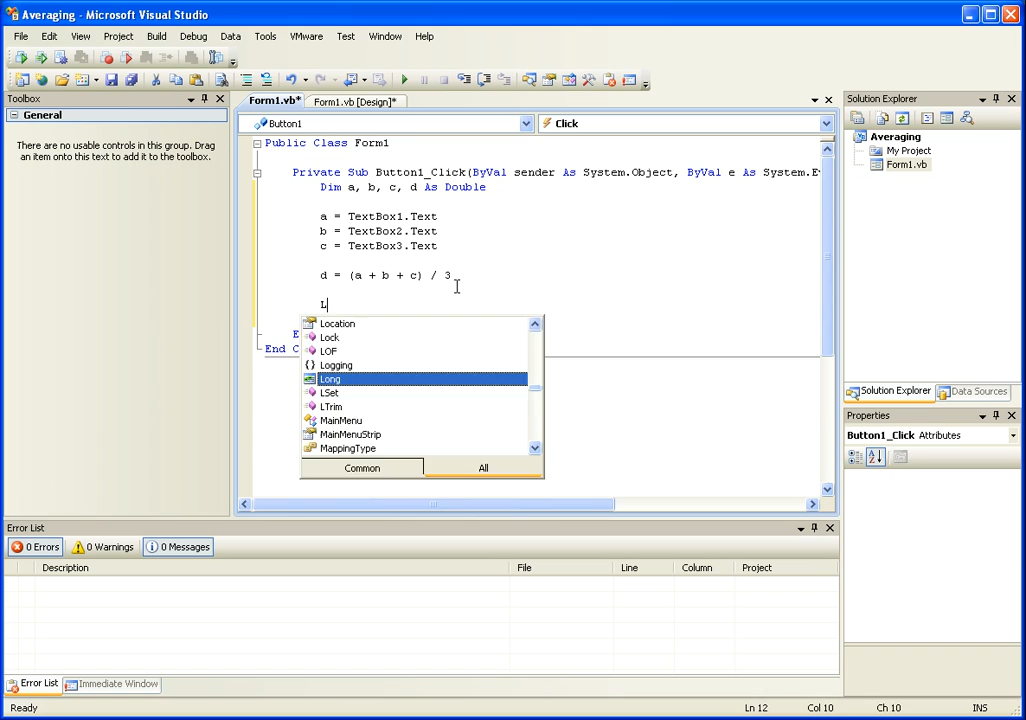 Averaging - Microsoft Visual Studio
File Edit View Project Build Debug Data Tools VMware Test Window Help
Toolbox
General
There are no usable controls in this group. Drag
an item onto this text to add it to the toolbox.
Form1.vb* Form1.vb [Design]*
Button1 Click
Public Class Form1
Private Sub Button1_Click(ByVal sender As System.Object, ByVal e As System.Ev
Dim a, b, c, d As Double
a = TextBox1.Text
b = TextBox2.Text
c = TextBox3.Text
d = (a + b + c) / 3
L
Location
Lock
LOF
Logging
Long
LSet
LTrim
MainMenu
MainMenuStrip
MappingType
Common All
E
End C
Solution Explorer
Averaging
My Project
Form1.vb
Solution Explorer Data Sources
Properties
Button1_Click Attributes
Error List
0 Errors 0 Warnings 0 Messages
Description File Line Column Project
Error List Immediate Window
Ready Ln 12 Col 10 Ch 10 INS